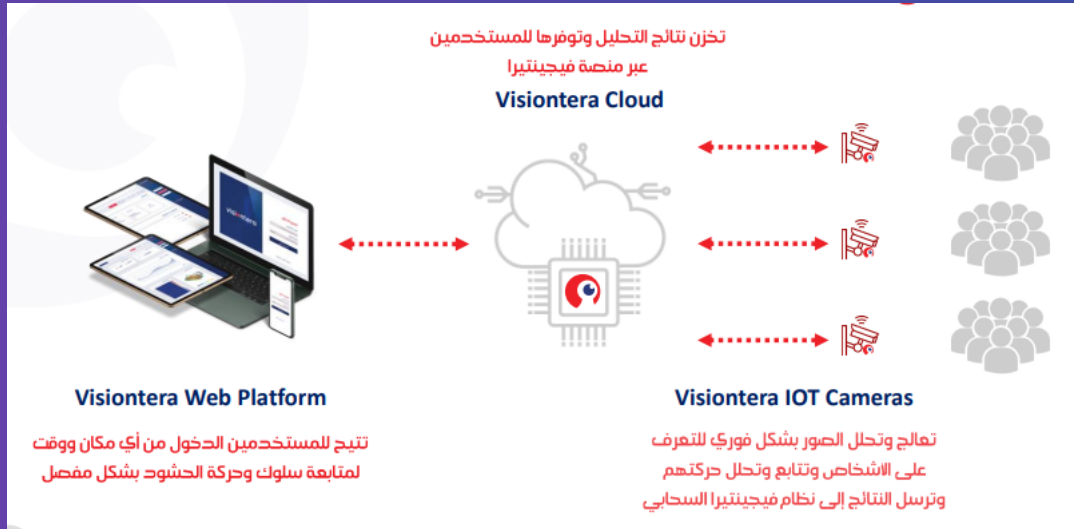 تخزن نتائج التحليل وتوفرها للمستخدمين
عبر منصة فيجينتيرا
Visiontera Cloud
visiontera
Visiontera Web Platform
تتيح للمستخدمين الدخول من أي مكان ووقت
لمتابعة سلوك وحركة الحشود بشكل مفصل
Visiontera IOT Cameras
تعالج وتحلل الصور بشكل فوري للتعرف
على الاشخاص وتتابع وتحلل حركتهم
وترسل النتائج إلى نظام فيجينتيرا السحابي